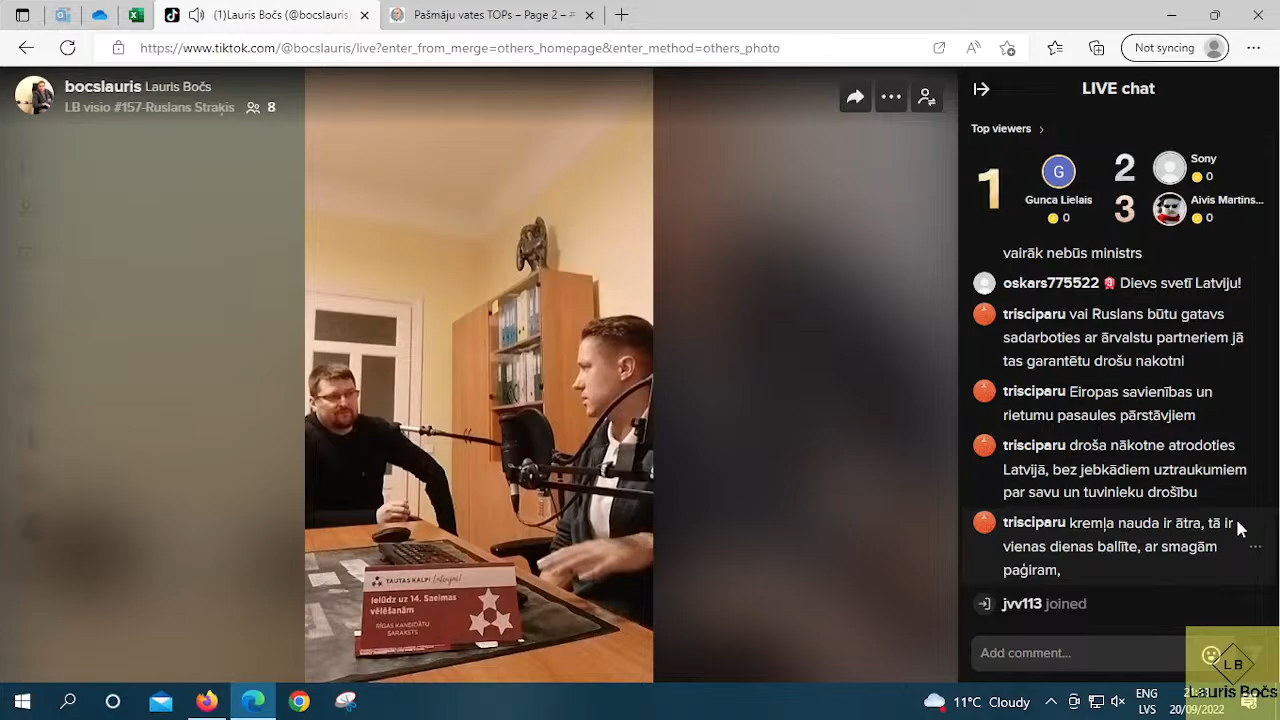 (1)Lauris Bočs (@bocslauris
Pašmāju vates TOPs – Page 2 –
https://www.tiktok.com/@bocslauris/live?enter_from_merge=others_homepage&enter_method=others_photo
Not syncing
bocslauris Lauris Bočs
LB visio #157-Ruslans Straķis 8
LIVE chat
Top viewers
1 G Gunca Lielais 0
2 Sony 0
3 Aivis Martins... 0
vairāk nebūs ministrs
oskars775522 Dievs svetī Latviju!
trisciparu vai Ruslans būtu gatavs
sadarboties ar ārvalstu partneriem jā
tas garantētu drošu nakotni
trisciparu Eiropas savienības un
rietumu pasaules pārstāvjiem
trisciparu droša nākotne atrodoties
Latvijā, bez jebkādiem uztraukumiem
par savu un tuvinieku drošību
trisciparu kremļa nauda ir ātra, tā ir
vienas dienas ballīte, ar smagām
paģiram,
jvv113 joined
Add comment...
TAUTAS KALPI Latvijai
Ielūdz uz 14. Saeimas
vēlēšanām
RĪGAS KANDIDĀTU
SARAKSTS
LB
Lauris Bočs
11°C Cloudy
ENG
LVS
20/09/2022